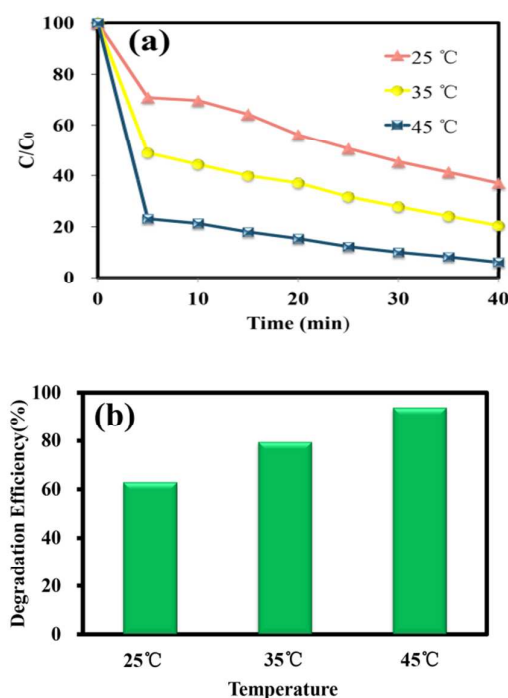 (a)
100
80
60
40
20
0
C/C₀
25 ℃
35 ℃
45 ℃
0 10 20 30 40
Time (min)
(b)
100
80
60
40
20
0
Degradation Efficiency(%)
25℃ 35℃ 45℃
Temperature